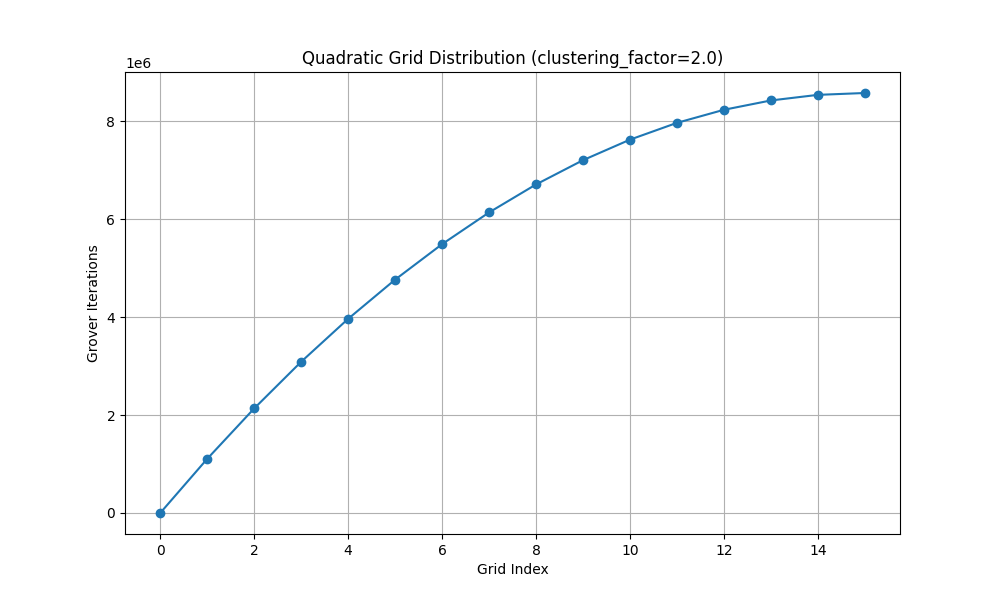 Quadratic Grid Distribution (clustering_factor=2.0)
1e6
8
6
4
2
0
Grover Iterations
0 2 4 6 8 10 12 14
Grid Index